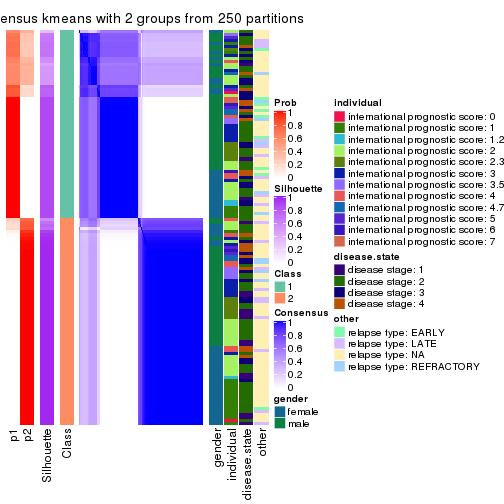 ensus kmeans with 2 groups from 250 partitions
Prob
1
0.8
0.6
0.4
0.2
0
Silhouette
1
0.8
0.6
0.4
0.2
0
Class
1
2
Consensus
1
0.8
0.6
0.4
0.2
0
gender
female
male
individual
international prognostic score: 0
international prognostic score: 1
international prognostic score: 1.2
international prognostic score: 2
international prognostic score: 2.3
international prognostic score: 3
international prognostic score: 3.5
international prognostic score: 4
international prognostic score: 4.7
international prognostic score: 5
international prognostic score: 6
international prognostic score: 7
disease.state
disease stage: 1
disease stage: 2
disease stage: 3
disease stage: 4
other
relapse type: EARLY
relapse type: LATE
relapse type: NA
relapse type: REFRACTORY
p1
p2
Silhouette
Class
gender
individual
disease.state
other